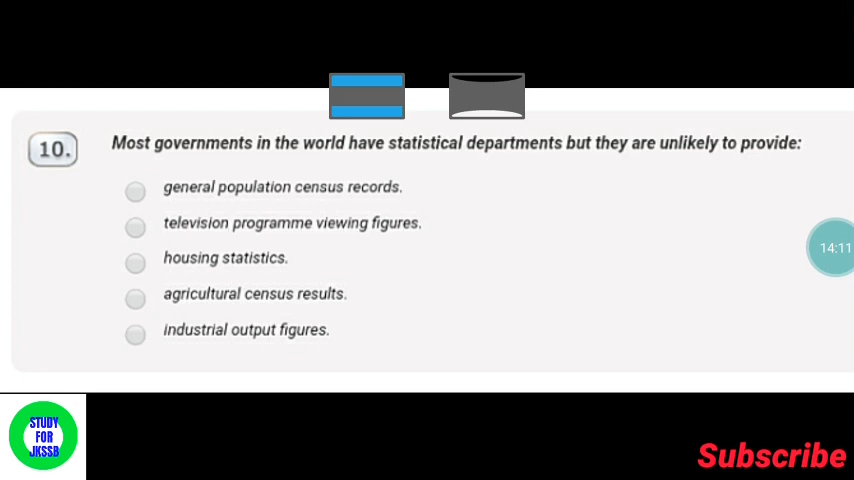 10.
Most governments in the world have statistical departments but they are unlikely to provide:
general population census records.
television programme viewing figures.
housing statistics.
agricultural census results.
industrial output figures.
14:11
STUDY
FOR
JKSSB
Subscribe